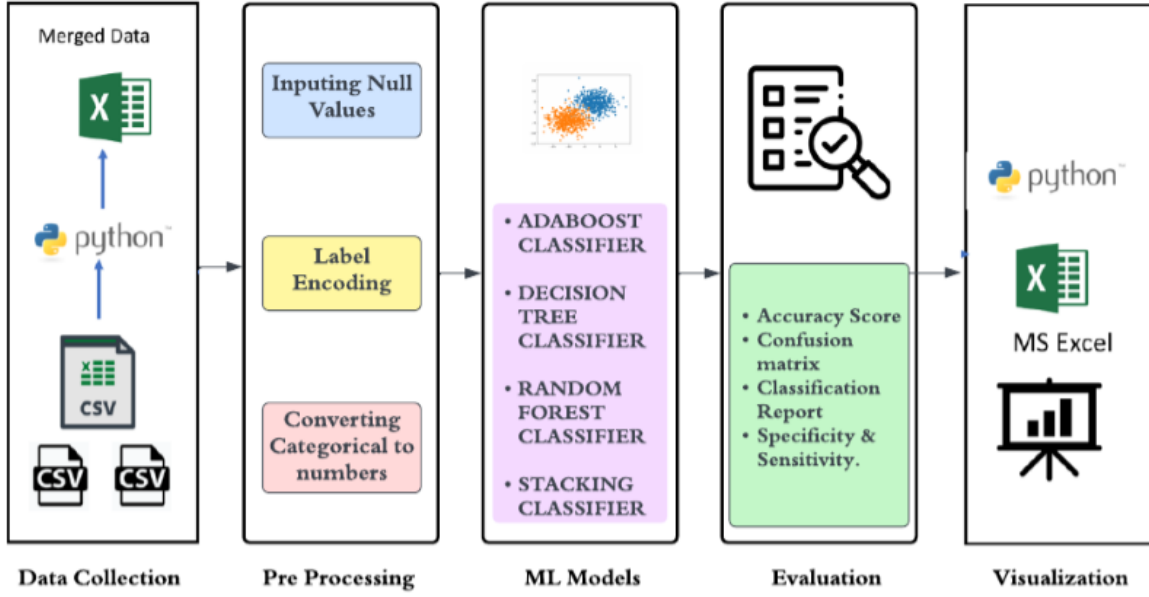 Merged Data
X
python™
X
CSV
CSV
CSV
Data Collection
Inputing Null
Values
Label
Encoding
Converting
Categorical to
numbers
Pre Processing
• ADABOOST
CLASSIFIER
• DECISION
TREE
CLASSIFIER
• RANDOM
FOREST
CLASSIFIER
• STACKING
CLASSIFIER
ML Models
• Accuracy Score
• Confusion
matrix
• Classification
Report
• Specificity &
Sensitivity.
Evaluation
python™
X
MS Excel
Visualization